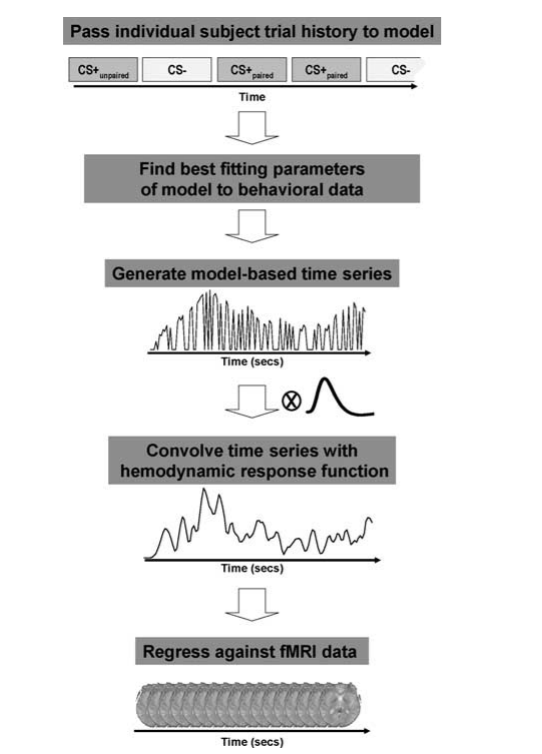 Pass individual subject trial history to model
CS+unpaired CS- CS+paired CS+paired CS-
Time
Find best fitting parameters
of model to behavioral data
Generate model-based time series
Time (secs)
Convolve time series with
hemodynamic response function
Time (secs)
Regress against fMRI data
Time (secs)